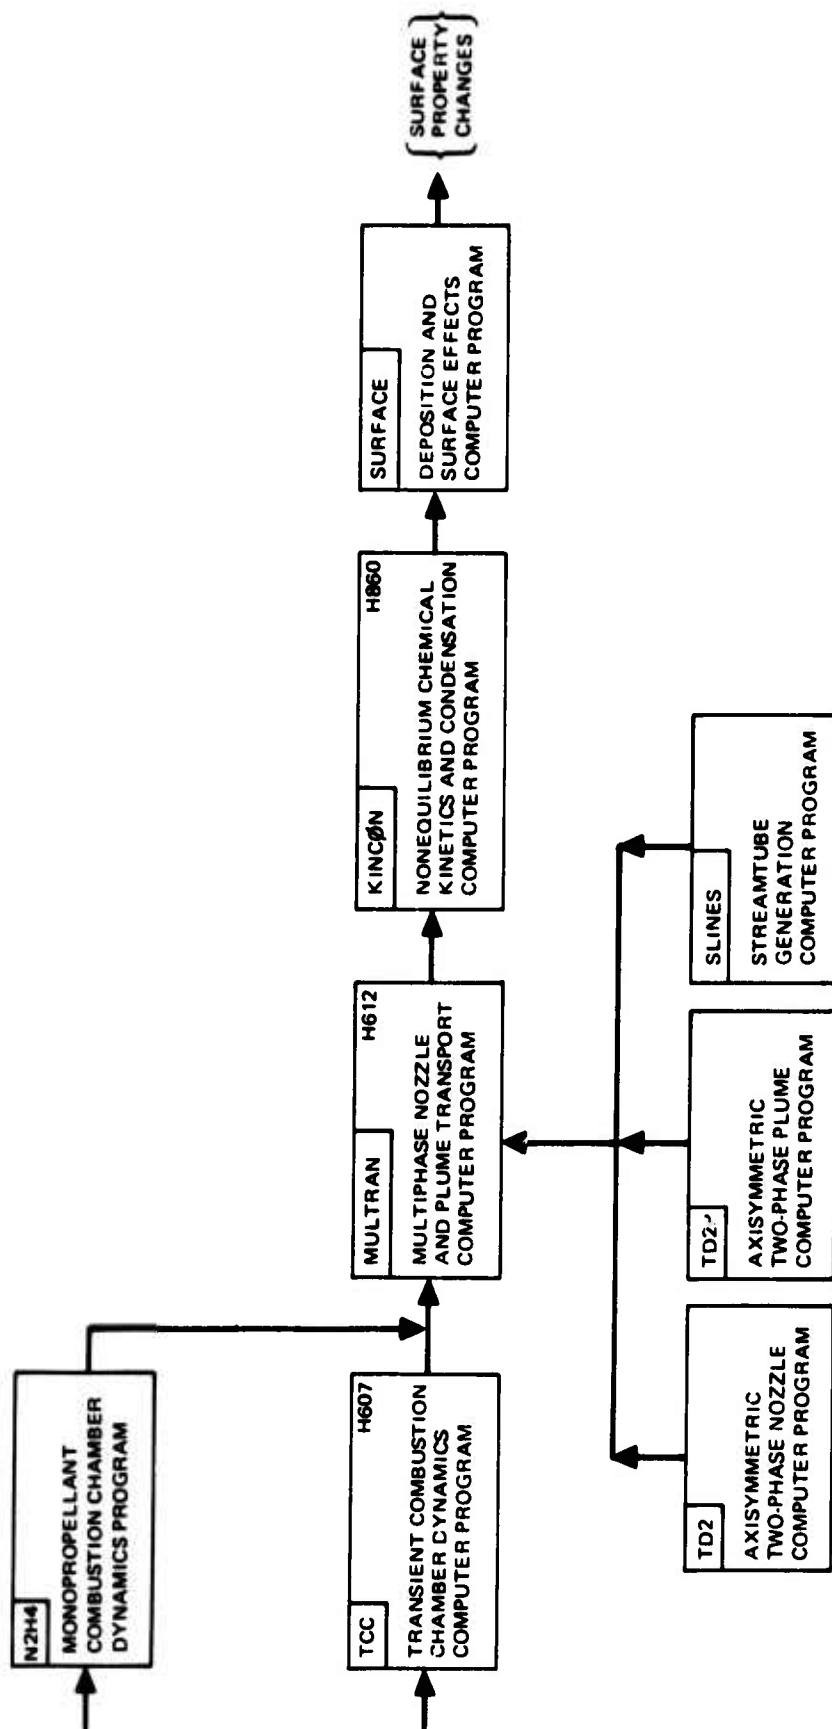 N2H4
MONOPROPELLANT
COMBUSTION CHAMBER
DYNAMICS PROGRAM
TCC
H607
TRANSIENT COMBUSTION
CHAMBER DYNAMICS
COMPUTER PROGRAM
MULTRAN
H612
MULTIPHASE NOZZLE
AND PLUME TRANSPORT
COMPUTER PROGRAM
KINCØN
H860
NONEQUILIBRIUM CHEMICAL
KINETICS AND CONDENSATION
COMPUTER PROGRAM
SURFACE
DEPOSITION AND
SURFACE EFFECTS
COMPUTER PROGRAM
{SURFACE
PROPERTY
CHANGES}
TD2
AXISYMMETRIC
TWO-PHASE NOZZLE
COMPUTER PROGRAM
AXISYMMETRIC
TWO-PHASE PLUME
COMPUTER PROGRAM
SLINES
STREAMTUBE
GENERATION
COMPUTER PROGRAM